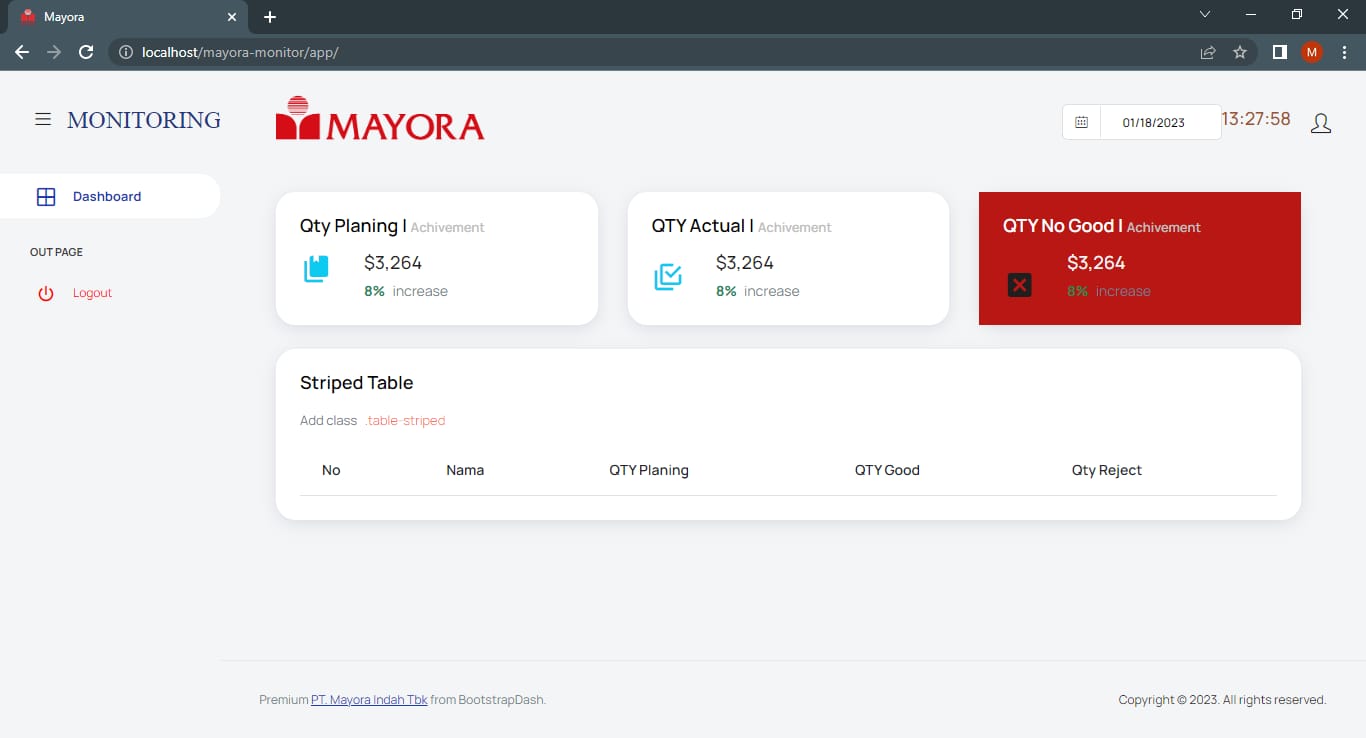 Mayora
localhost/mayora-monitor/app/
M
MONITORING
MAYORA
01/18/2023
13:27:58
Dashboard
OUT PAGE
Logout
Qty Planing | Achivement
$3,264
8% increase
QTY Actual | Achivement
$3,264
8% increase
QTY No Good | Achivement
$3,264
8% increase
Striped Table
Add class .table-striped
No Nama QTY Planing QTY Good Qty Reject
Premium PT. Mayora Indah Tbk from BootstrapDash.
Copyright © 2023. All rights reserved.